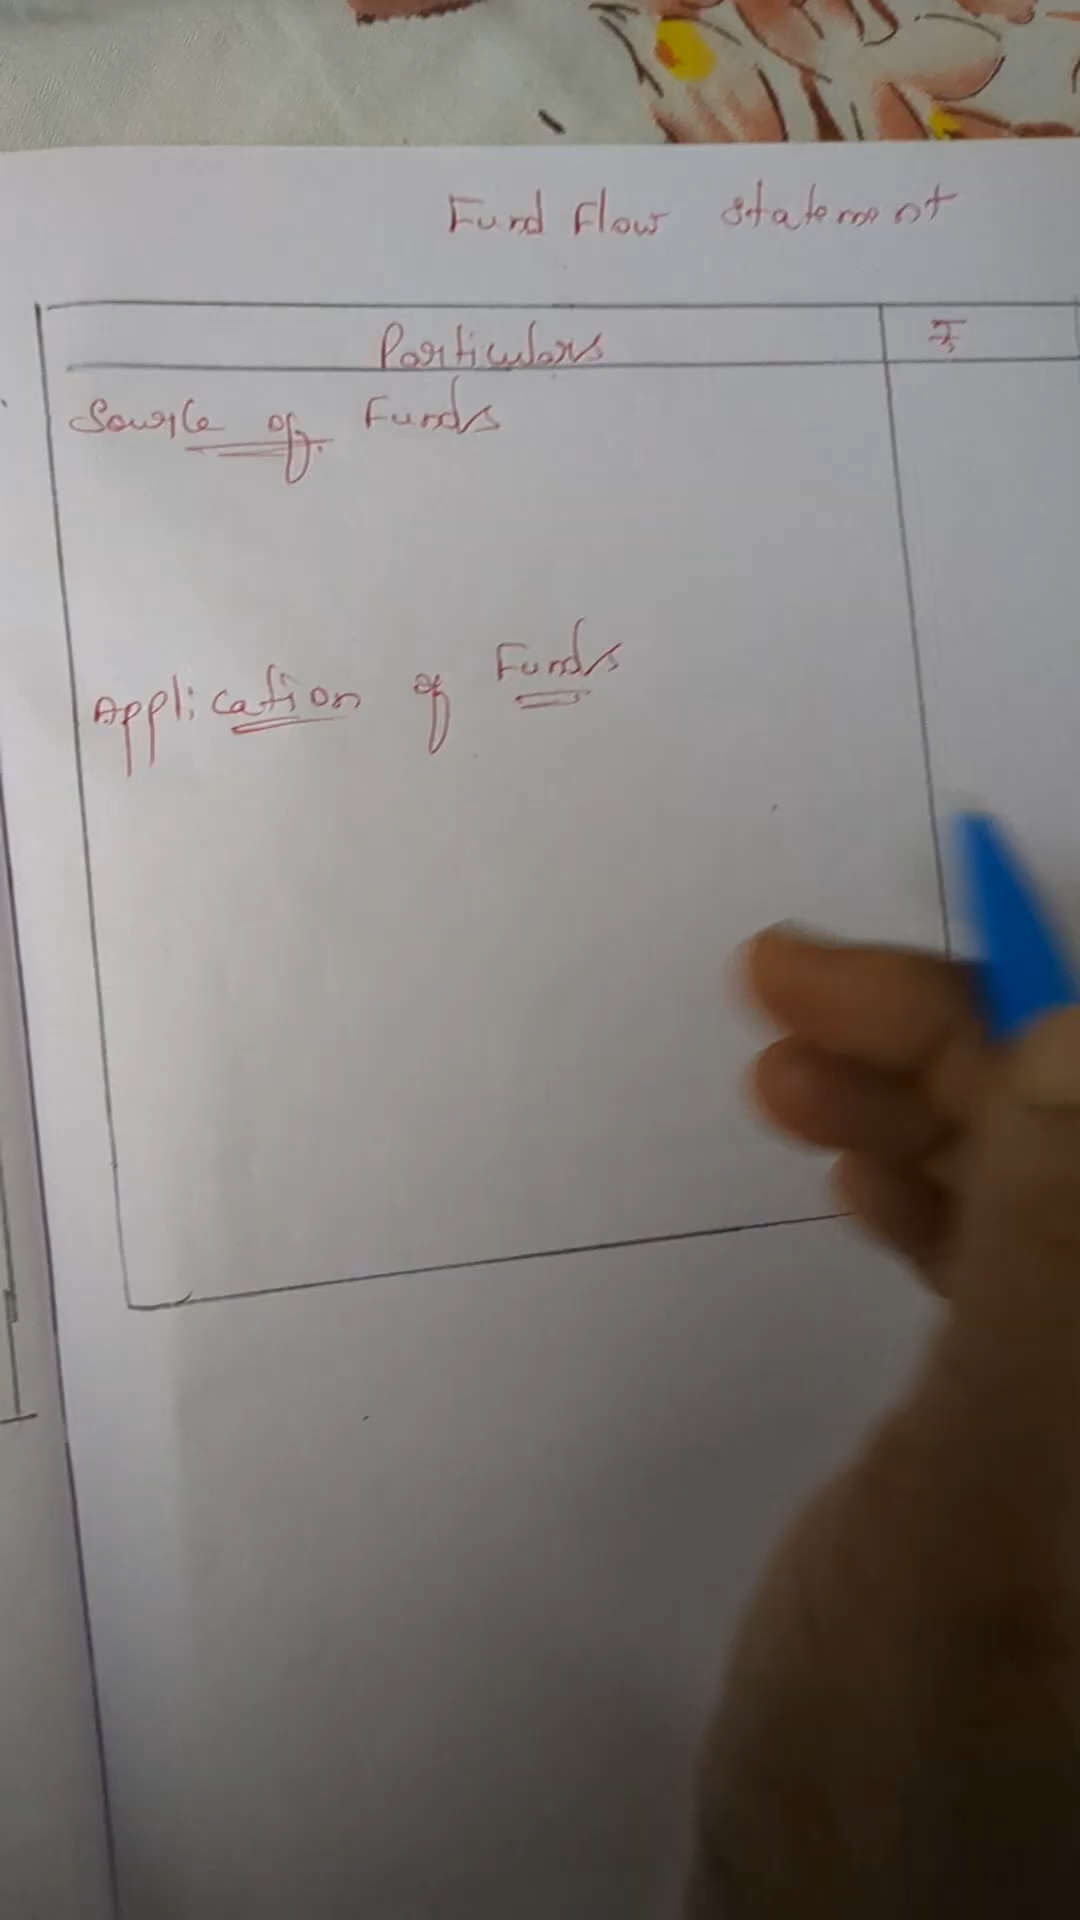 Fund Flow Statement
Particulars ₹
Source of Funds
Application of Funds